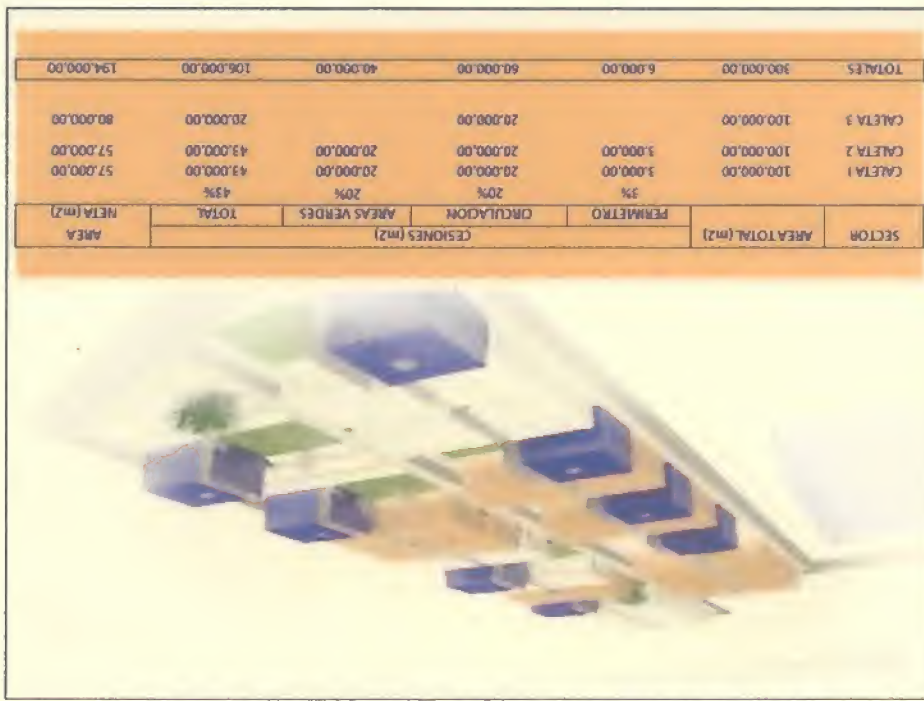 SECTOR AREA TOTAL (m2) CESIONES (m2) AREA NETA (m2)
PERIMETRO CIRCULACION AREAS VERDES TOTAL
3% 20% 20% 43%
CALETA 1 100.000,00 3.000,00 20.000,00 20.000,00 43.000,00 57.000,00
CALETA 2 100.000,00 3.000,00 20.000,00 20.000,00 43.000,00 57.000,00
CALETA 3 100.000,00 20.000,00 20.000,00 80.000,00
TOTALES 300.000,00 6.000,00 60.000,00 40.000,00 106.000,00 194.000,00